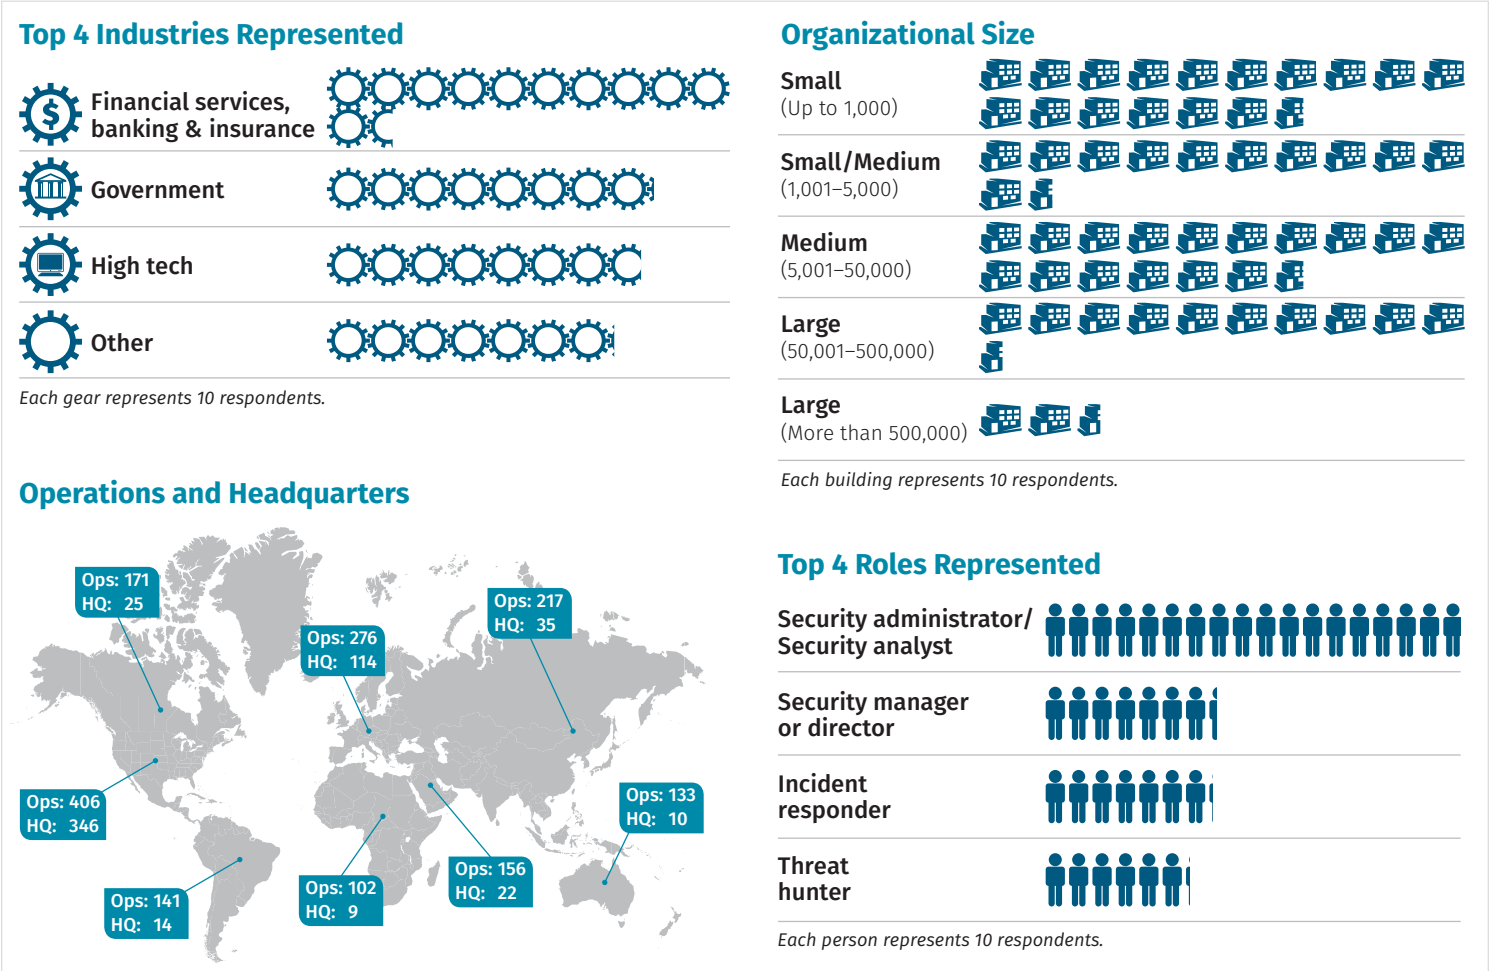 Top 4 Industries Represented
$
Financial services,
banking & insurance
Government
High tech
Other
Each gear represents 10 respondents.
Operations and Headquarters
Ops: 171
HQ: 25
Ops: 276
HQ: 114
Ops: 217
HQ: 35
Ops: 406
HQ: 346
Ops: 133
HQ: 10
Ops: 156
HQ: 22
Ops: 102
HQ: 9
Ops: 141
HQ: 14
Organizational Size
Small
(Up to 1,000)
Small/Medium
(1,001–5,000)
Medium
(5,001–50,000)
Large
(50,001–500,000)
Large
(More than 500,000)
Each building represents 10 respondents.
Top 4 Roles Represented
Security administrator/
Security analyst
Security manager
or director
Incident
responder
Threat
hunter
Each person represents 10 respondents.